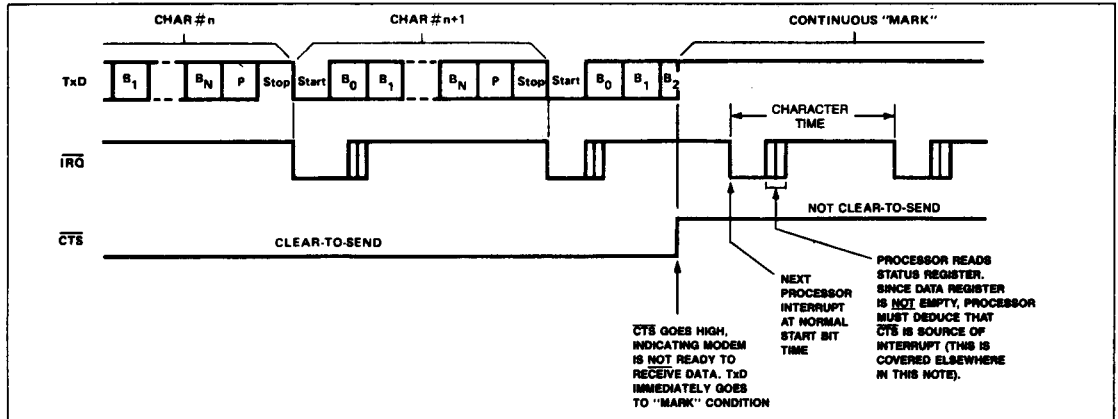 CHAR #n
CHAR #n+1
CONTINUOUS "MARK"
TxD
B1
BN
P
Stop
Start
B0
B1
BN
P
Stop
Start
B0
B1
B2
CHARACTER
TIME
IRQ
NOT CLEAR-TO-SEND
CTS
CLEAR-TO-SEND
CTS GOES HIGH,
INDICATING MODEM
IS NOT READY TO
RECEIVE DATA. TxD
IMMEDIATELY GOES
TO "MARK" CONDITION
NEXT
PROCESSOR
INTERRUPT
AT NORMAL
START BIT
TIME
PROCESSOR READS
STATUS REGISTER.
SINCE DATA REGISTER
IS NOT EMPTY, PROCESSOR
MUST DEDUCE THAT
CTS IS SOURCE OF
INTERRUPT (THIS IS
COVERED ELSEWHERE
IN THIS NOTE).